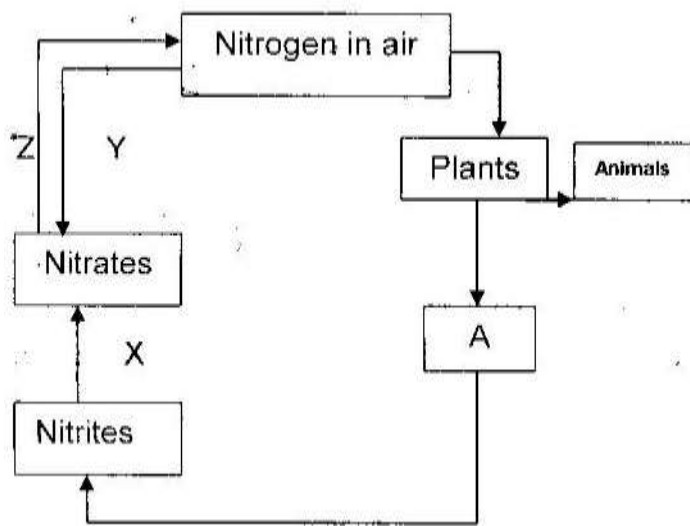 Nitrogen in air
Z
Y
Plants
Animals
Nitrates
A
X
Nitrites